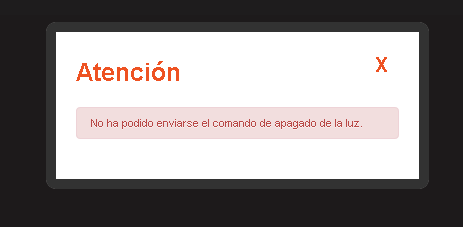 Atención
X
No ha podido enviarse el comando de apagado de la luz.